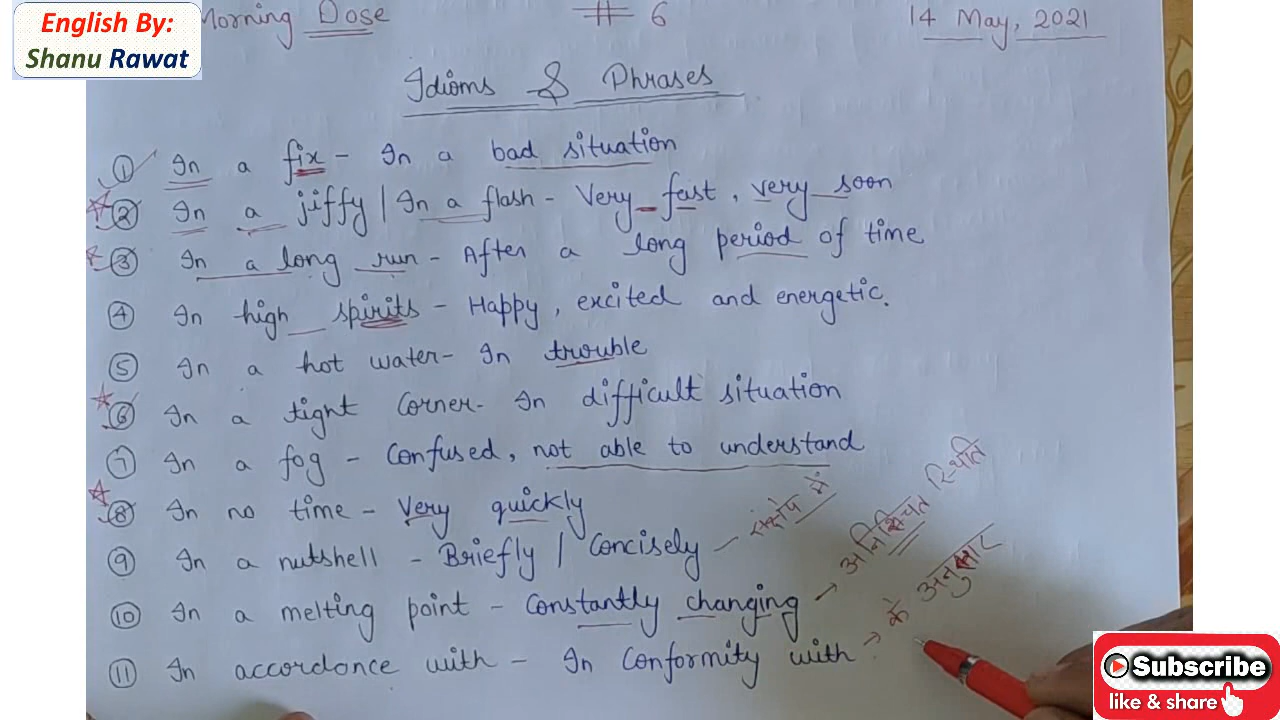 English By:
Shanu Rawat
Morning Dose # 6 14 May, 2021
Idioms & Phrases
1 In a fix - In a bad situation
2 In a jiffy / In a flash - Very fast, very soon
3 In a long run - After a long period of time
4 In high spirits - Happy, excited and energetic.
5 In a hot water - In trouble
6 In a tight corner - In difficult situation
7 In a fog - Confused, not able to understand
8 In no time - Very quickly
9 In a nutshell - Briefly / Concisely - संक्षेप में
10 In a melting point - Constantly changing → अनिश्चित स्थिति
11 In accordance with - In conformity with → के अनुसार
Subscribe
like & share